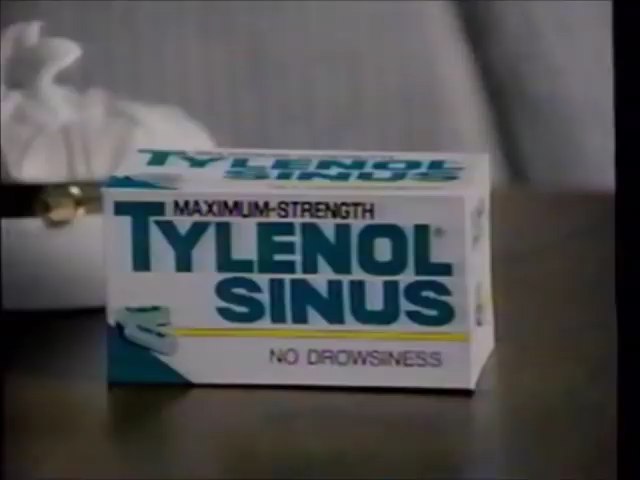 TYLENOL
SINUS
MAXIMUM-STRENGTH
TYLENOL®
SINUS
NO DROWSINESS